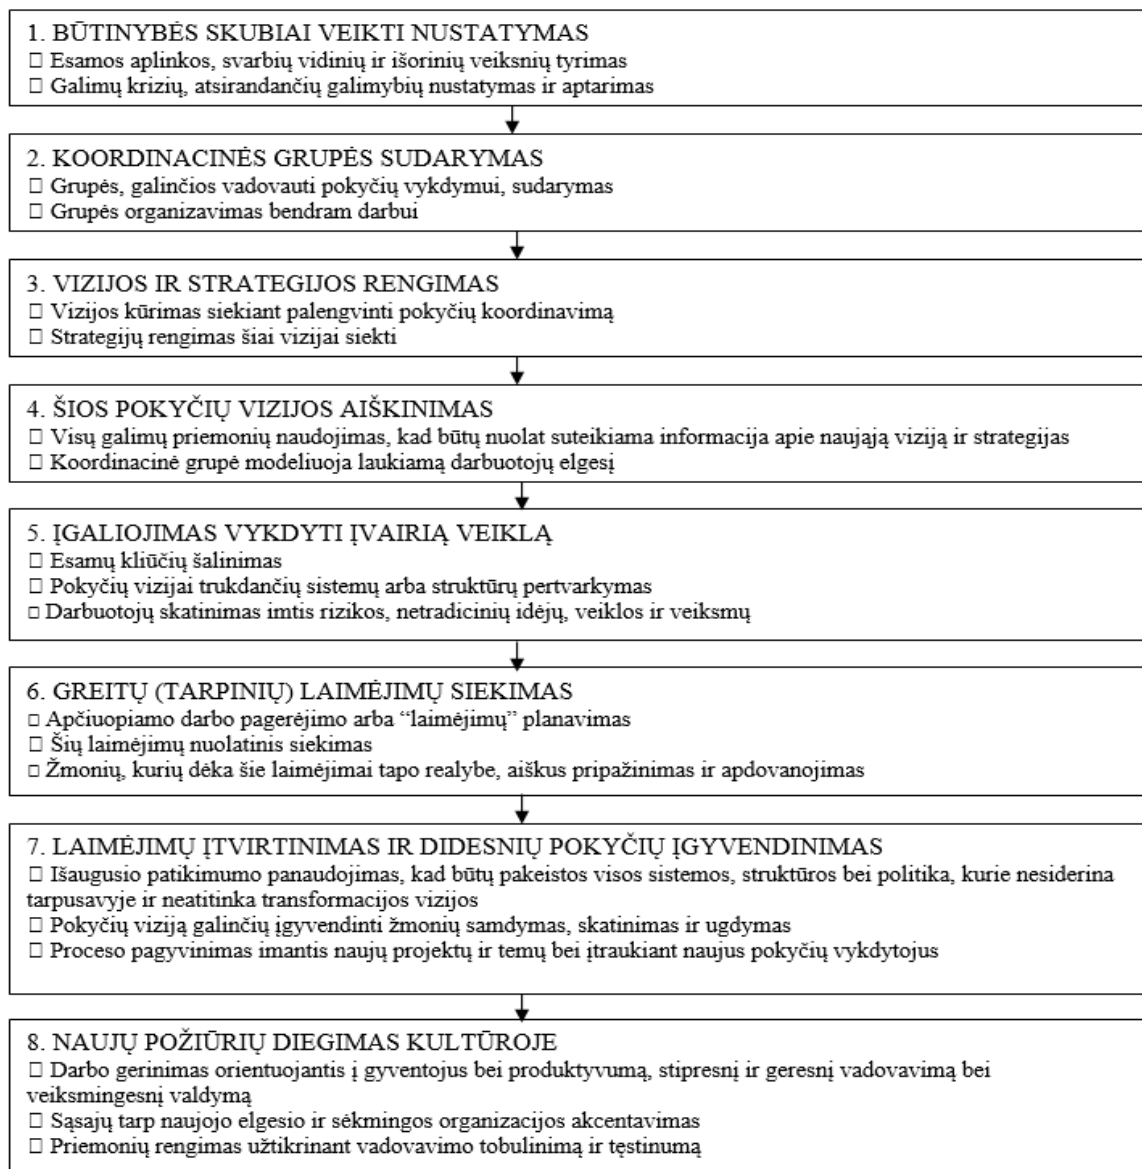 1. BŪTINYBĖS SKUBIAI VEIKTI NUSTATYMAS
□ Esamos aplinkos, svarbių vidinių ir išorinių veiksnių tyrimas
□ Galimų krizių, atsirandančių galimybių nustatymas ir aptarimas
2. KOORDINACINĖS GRUPĖS SUDARYMAS
□ Grupės, galinčios vadovauti pokyčių vykdymui, sudarymas
□ Grupės organizavimas bendram darbui
3. VIZIJOS IR STRATEGIJOS RENGIMAS
□ Vizijos kūrimas siekiant palengvinti pokyčių koordinavimą
□ Strategijų rengimas šiai vizijai siekti
4. ŠIOS POKYČIŲ VIZIJOS AIŠKINIMAS
□ Visų galimų priemonių naudojimas, kad būtų nuolat suteikiama informacija apie naująją viziją ir strategijas
□ Koordinacinė grupė modeliuoja laukiamą darbuotojų elgesį
5. ĮGALIOJIMAS VYKDYTI ĮVAIRIĄ VEIKLĄ
□ Esamų kliūčių šalinimas
□ Pokyčių vizijai trukdančių sistemų arba struktūrų pertvarkymas
□ Darbuotojų skatinimas imtis rizikos, netradicinių idėjų, veiklos ir veiksmų
6. GREITŲ (TARPINIŲ) LAIMĖJIMŲ SIEKIMAS
□ Apčiuopiamo darbo pagerėjimo arba “laimėjimų” planavimas
□ Šių laimėjimų nuolatinis siekimas
□ Žmonių, kurių dėka šie laimėjimai tapo realybe, aiškus pripažinimas ir apdovanojimas
7. LAIMĖJIMŲ ĮTVIRTINIMAS IR DIDESNIŲ POKYČIŲ ĮGYVENDINIMAS
□ Išaugusio patikimumo panaudojimas, kad būtų pakeistos visos sistemos, struktūros bei politika, kurie nesiderina
tarpusavyje ir neatitinka transformacijos vizijos
□ Pokyčių viziją galinčių įgyvendinti žmonių samdymas, skatinimas ir ugdymas
□ Proceso pagyvinimas imantis naujų projektų ir temų bei įtraukiant naujus pokyčių vykdytojus
8. NAUJŲ POŽIŪRIŲ DIEGIMAS KULTŪROJE
□ Darbo gerinimas orientuojantis į gyventojus bei produktyvumą, stipresnį ir geresnį vadovavimą bei
veiksmingesnį valdymą
□ Sąsajų tarp naujojo elgesio ir sėkmingos organizacijos akcentavimas
□ Priemonių rengimas užtikrinant vadovavimo tobulinimą ir tęstinumą